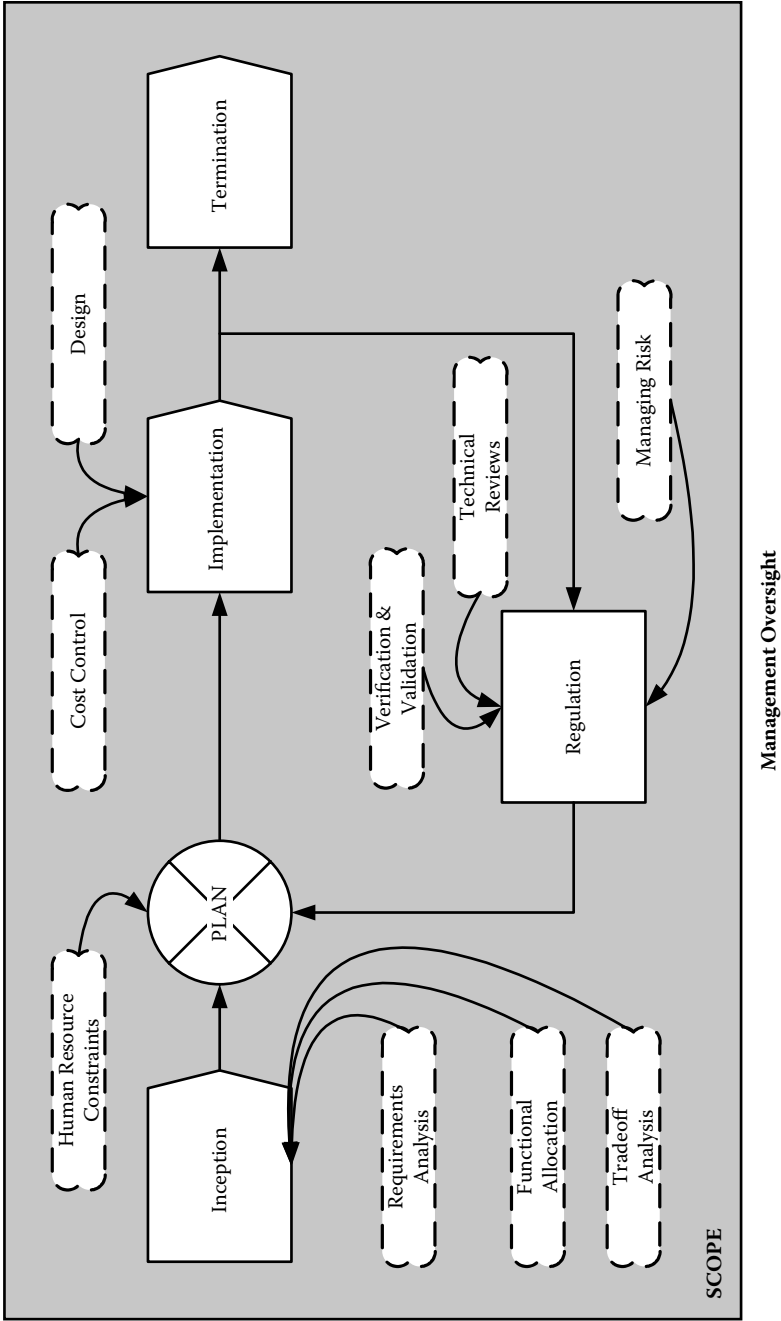 Human Resource
Constraints
Cost Control
Design
Inception
PLAN
Implementation
Termination
Verification &
Validation
Technical
Reviews
Requirements
Analysis
Functional
Allocation
Tradeoff
Analysis
Regulation
Managing Risk
SCOPE
Management Oversight